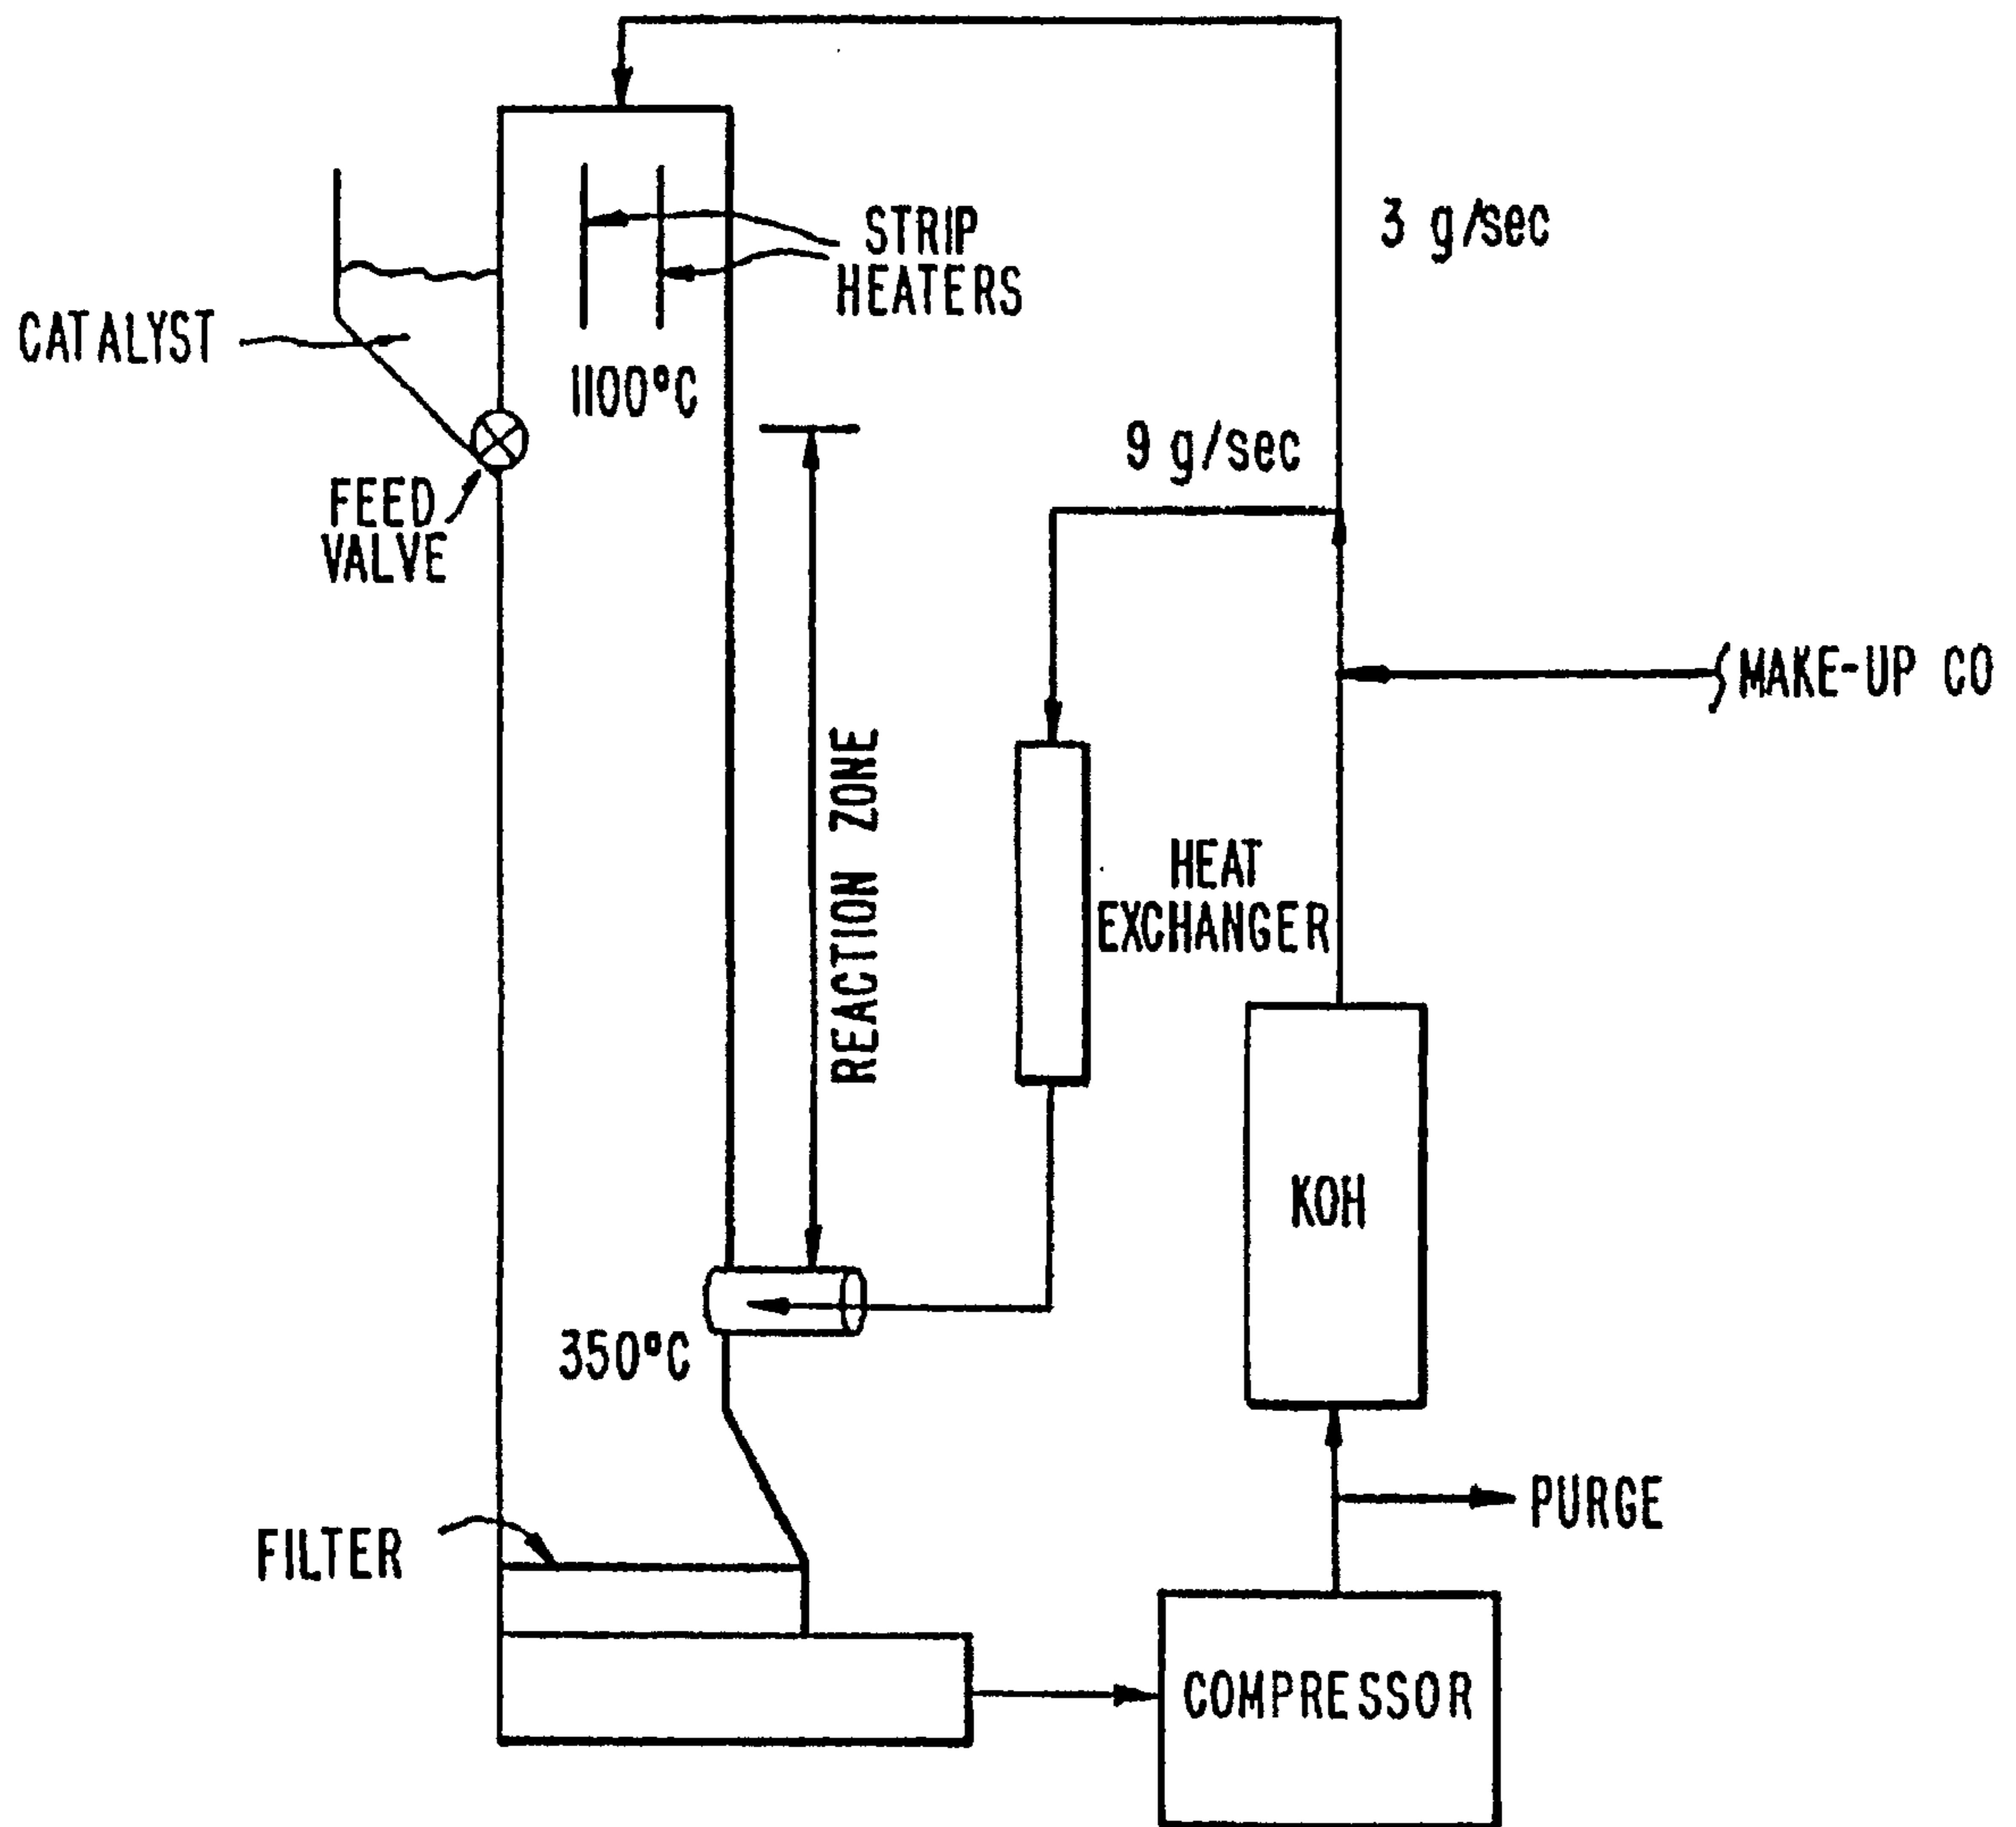 3 g/sec
STRIP
HEATERS
CATALYST
1100°C
9 g/sec
FEED
VALVE
MAKE-UP CO
REACTION ZONE
HEAT
EXCHANGER
KOH
350°C
PURGE
FILTER
COMPRESSOR